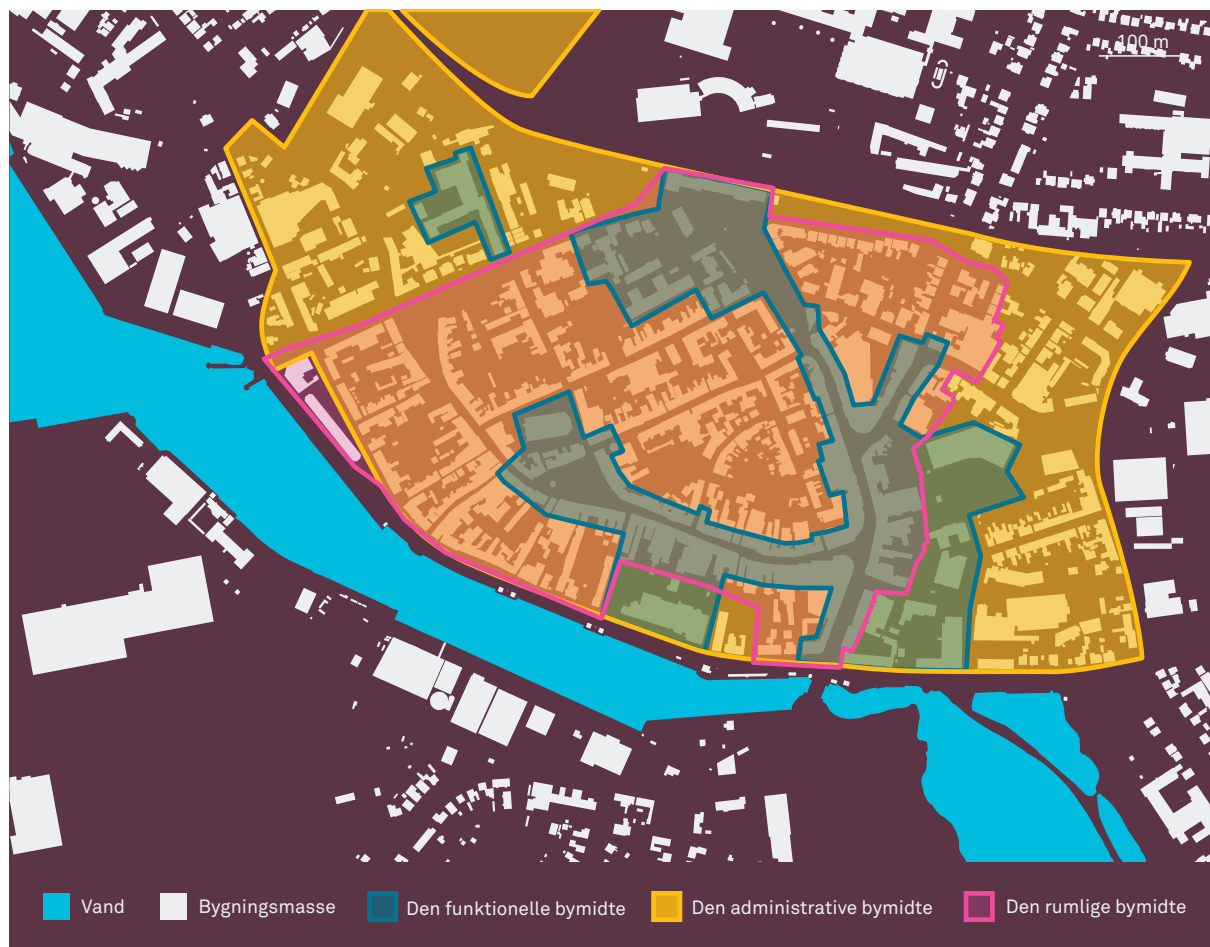 100 m
Vand
Bygningsmasse
Den funktionelle bymidte
Den administrative bymidte
Den rumlige bymidte